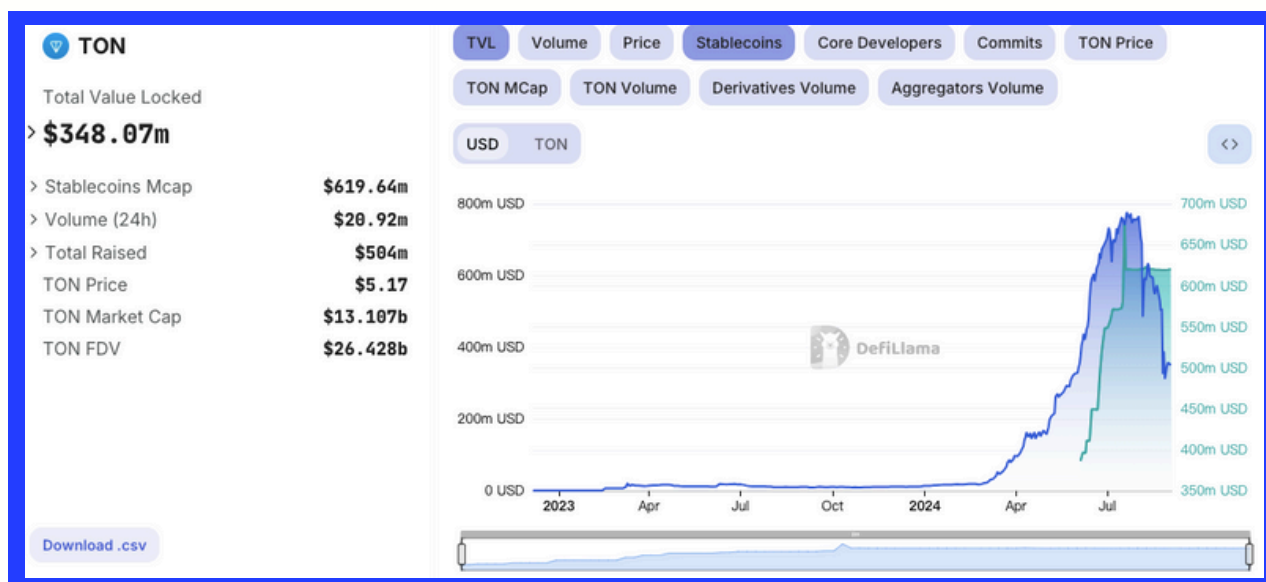 TON
Total Value Locked
$348.07m
Stablecoins Mcap $619.64m
Volume (24h) $20.92m
Total Raised $504m
TON Price $5.17
TON Market Cap $13.107b
TON FDV $26.428b
Download .csv
TVL Volume Price Stablecoins Core Developers Commits TON Price
TON MCap TON Volume Derivatives Volume Aggregators Volume
USD TON
800m USD 700m USD
650m USD
600m USD 600m USD
550m USD
400m USD DefiLlama
500m USD
200m USD 450m USD
400m USD
0 USD 350m USD
2023 Apr Jul Oct 2024 Apr Jul